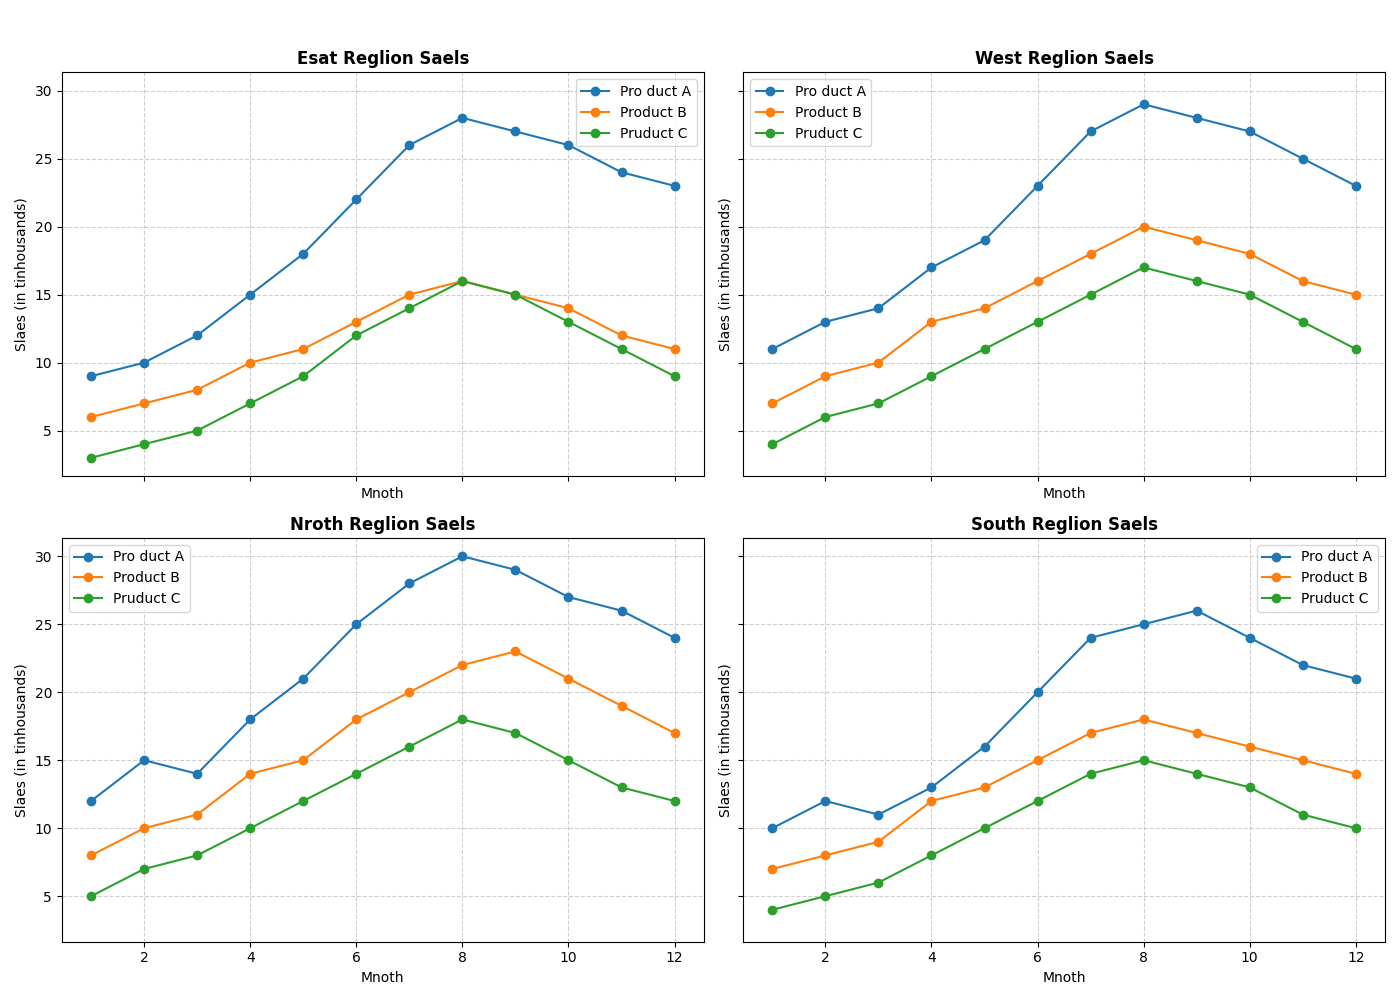 Esat Reglion Saels
Slaes (in tinhousands)
30
25
20
15
10
5
Pro duct A
Product B
Pruduct C
Mnoth
West Reglion Saels
Slaes (in tinhousands)
Pro duct A
Product B
Pruduct C
Mnoth
Nroth Reglion Saels
Slaes (in tinhousands)
30
25
20
15
10
5
Pro duct A
Product B
Pruduct C
2 4 6 8 10 12
Mnoth
South Reglion Saels
Slaes (in tinhousands)
Pro duct A
Product B
Pruduct C
2 4 6 8 10 12
Mnoth